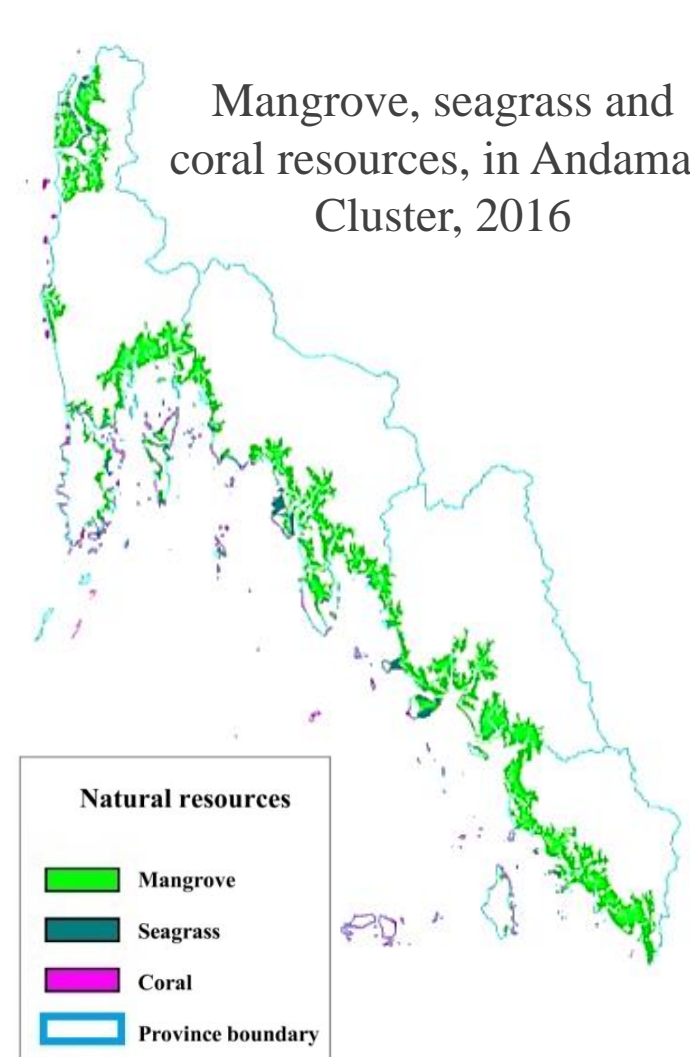 Mangrove, seagrass and
coral resources, in Andama
Cluster, 2016
Natural resources
Mangrove
Seagrass
Coral
Province boundary